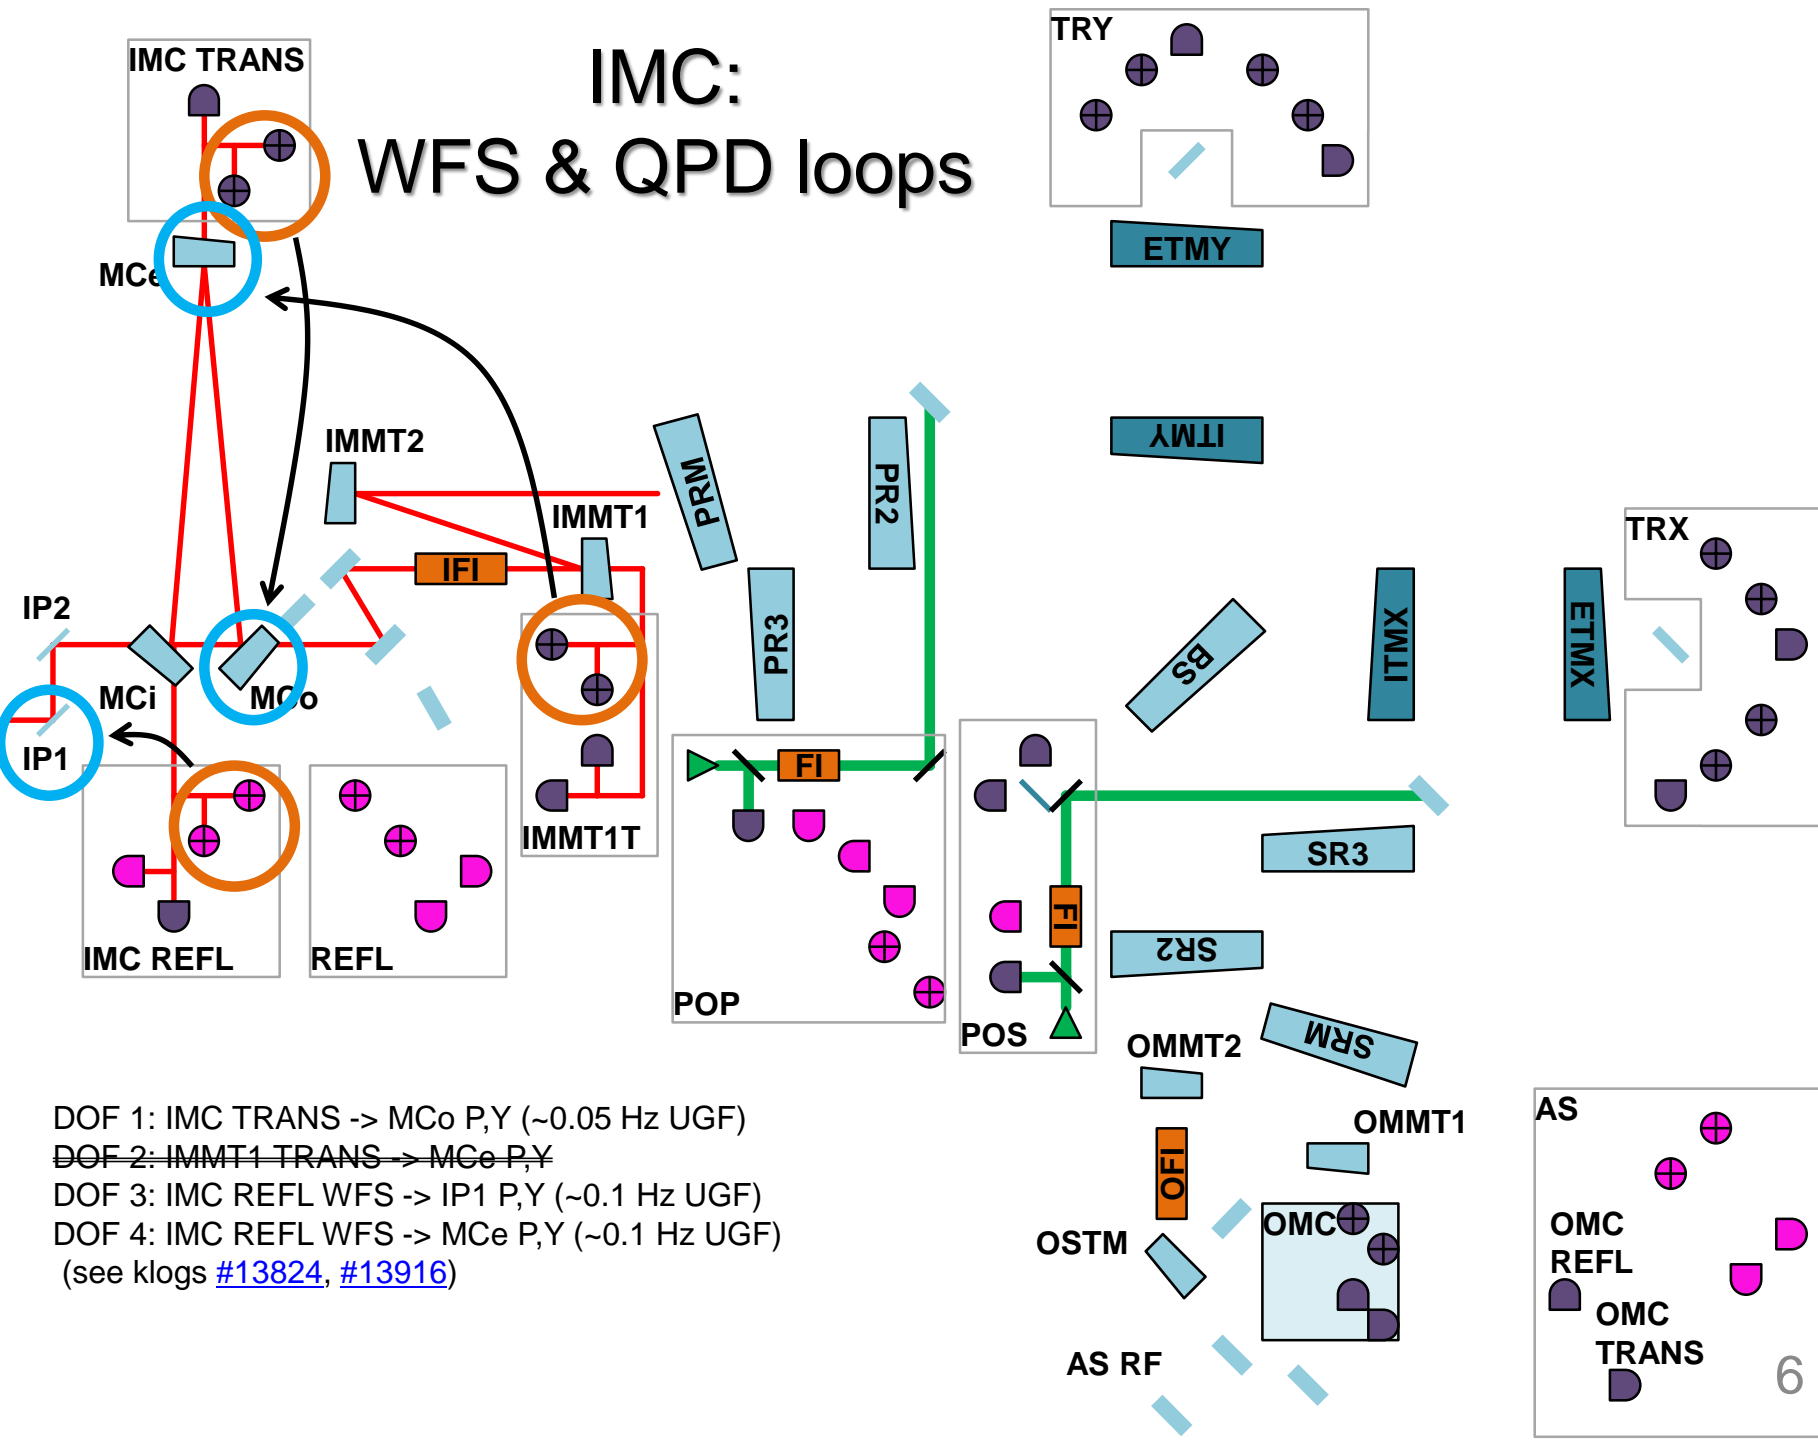 IMC:
WFS & QPD loops
IMC TRANS
MCe
IMMT2
IMMT1
IFI
IP2
MCi
MCo
IP1
IMC REFL
REFL
IMMT1T
PRM
PR2
PR3
FI
POP
TRY
ETMY
ITMY
BS
ITMX
ETMX
TRX
SR3
FI
SR2
POS
SRM
OMMT2
OMMT1
OFI
OSTM
OMC
AS RF
AS
OMC
REFL
OMC
TRANS
DOF 1: IMC TRANS -> MCo P,Y (~0.05 Hz UGF)
DOF 2: IMMT1 TRANS -> MCe P,Y
DOF 3: IMC REFL WFS -> IP1 P,Y (~0.1 Hz UGF)
DOF 4: IMC REFL WFS -> MCe P,Y (~0.1 Hz UGF)
(see klogs #13824, #13916)
6